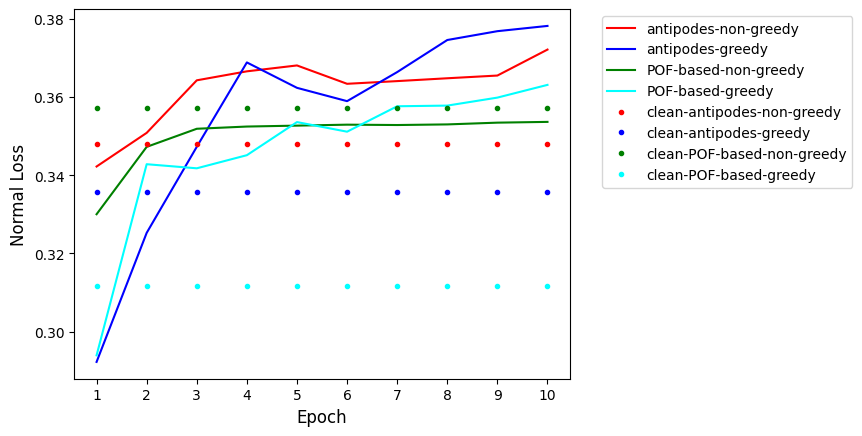 0.38
0.36
0.34
0.32
0.30
Normal Loss
1 2 3 4 5 6 7 8 9 10
Epoch
antipodes-non-greedy
antipodes-greedy
POF-based-non-greedy
POF-based-greedy
clean-antipodes-non-greedy
clean-antipodes-greedy
clean-POF-based-non-greedy
clean-POF-based-greedy